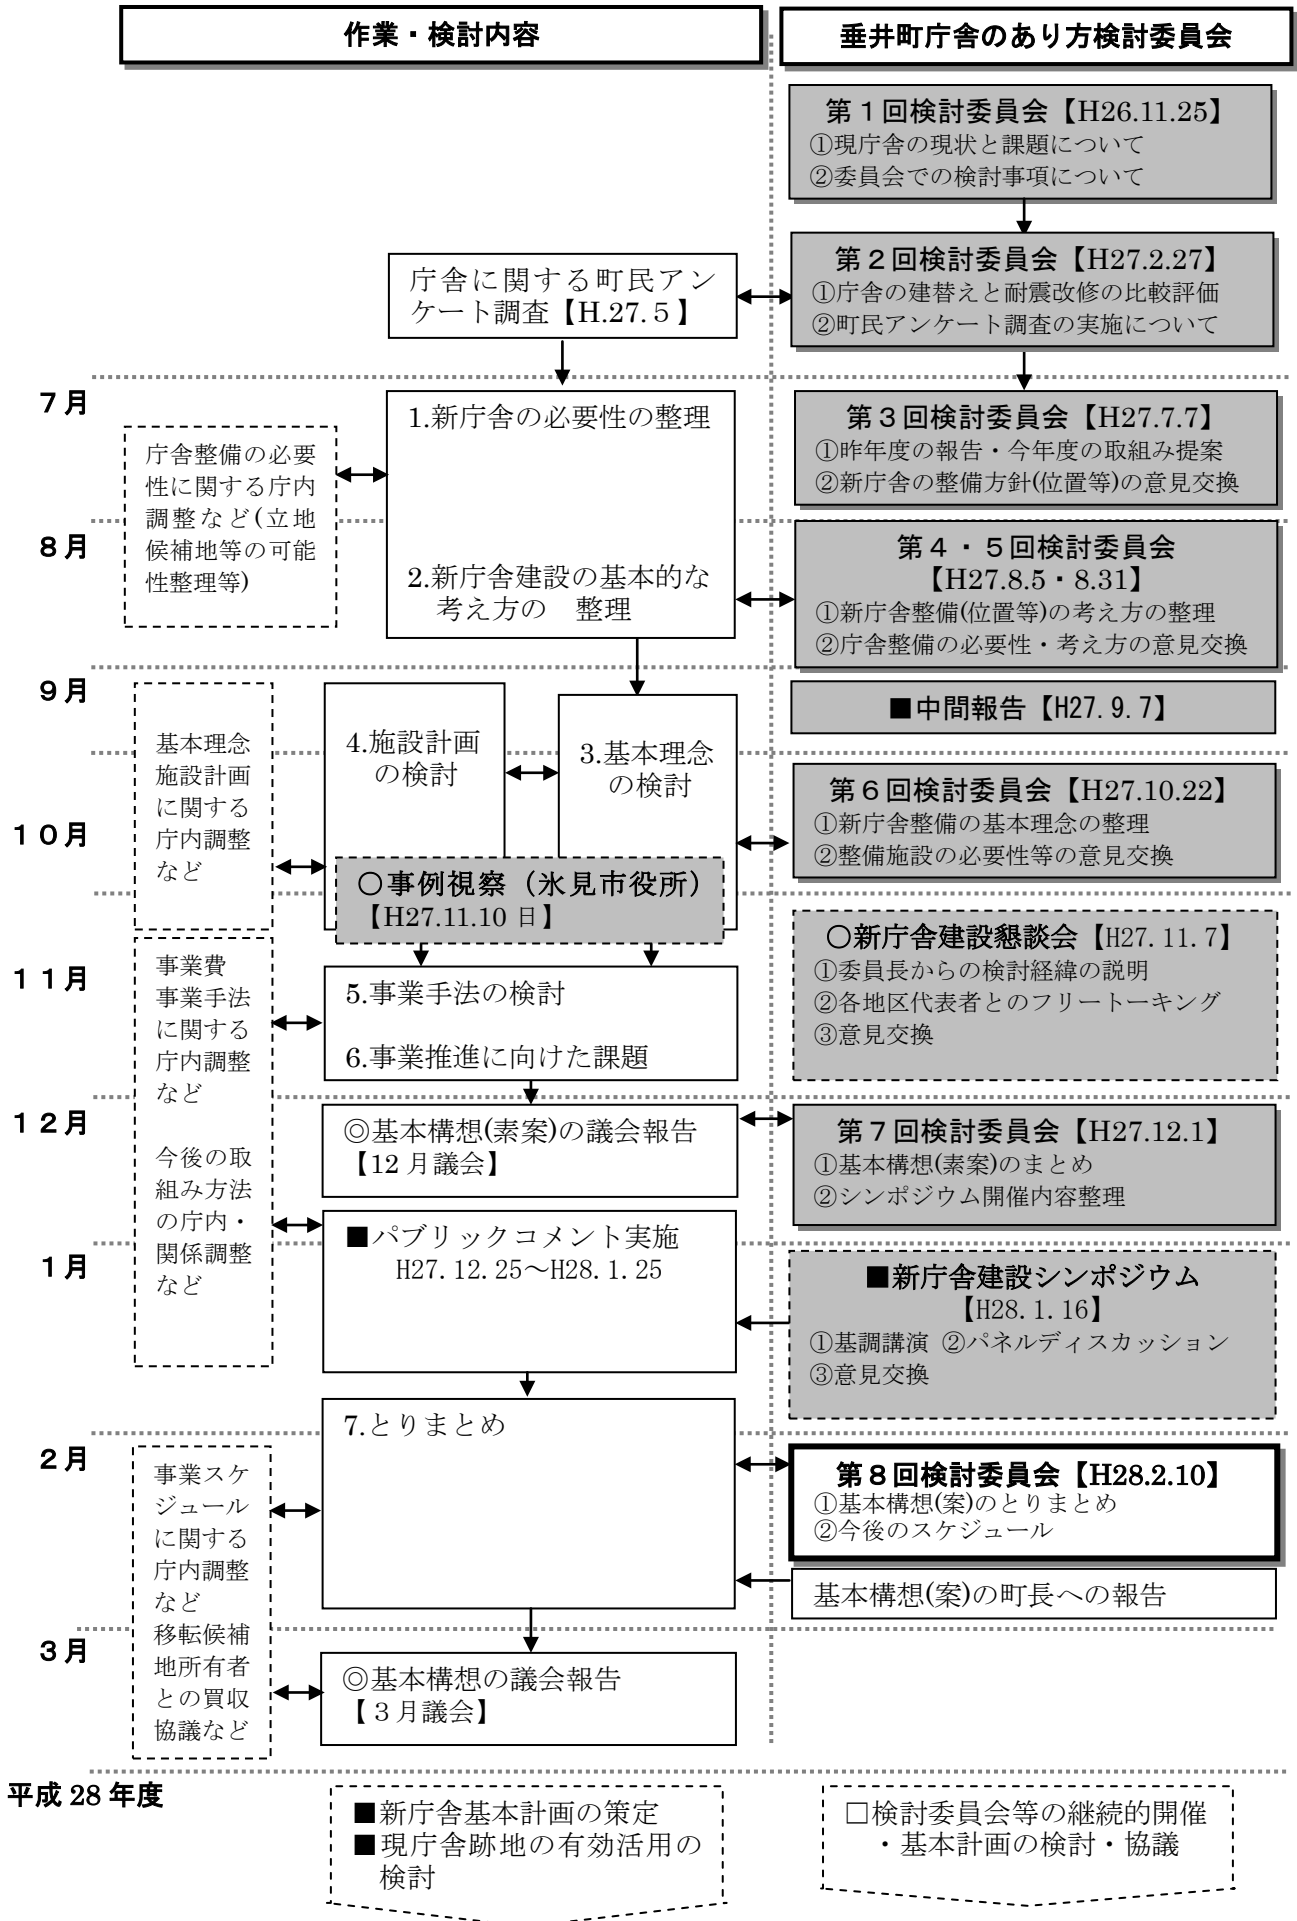 作業・検討内容
垂井町庁舎のあり方検討委員会
第1回検討委員会【H26.11.25】
①現庁舎の現状と課題について
②委員会での検討事項について
庁舎に関する町民アン
ケート調査【H.27.5】
第2回検討委員会【H27.2.27】
①庁舎の建替えと耐震改修の比較評価
②町民アンケート調査の実施について
7月
1.新庁舎の必要性の整理
2.新庁舎建設の基本的な
考え方の　整理
庁舎整備の必要
性に関する庁内
調整など(立地
候補地等の可能
性整理等)
第3回検討委員会【H27.7.7】
①昨年度の報告・今年度の取組み提案
②新庁舎の整備方針(位置等)の意見交換
8月
第4・5回検討委員会
【H27.8.5・8.31】
①新庁舎整備(位置等)の考え方の整理
②庁舎整備の必要性・考え方の意見交換
9月
■中間報告【H27.9.7】
基本理念
施設計画
に関する
庁内調整
など
4.施設計画
の検討
3.基本理念
の検討
10月
第6回検討委員会【H27.10.22】
①新庁舎整備の基本理念の整理
②整備施設の必要性等の意見交換
〇事例視察（氷見市役所）
【H27.11.10 日】
〇新庁舎建設懇談会【H27.11.7】
①委員長からの検討経緯の説明
②各地区代表者とのフリートーキング
③意見交換
11月
事業費
事業手法
に関する
庁内調整
など
今後の取
組み方法
の庁内・
関係調整
など
5.事業手法の検討
6.事業推進に向けた課題
12月
◎基本構想(素案)の議会報告
【12月議会】
第7回検討委員会【H27.12.1】
①基本構想(素案)のまとめ
②シンポジウム開催内容整理
1月
■パブリックコメント実施
H27.12.25～H28.1.25
■新庁舎建設シンポジウム
【H28.1.16】
①基調講演 ②パネルディスカッション
③意見交換
7.とりまとめ
2月
事業スケ
ジュール
に関する
庁内調整
など
移転候補
地所有者
との買収
協議など
第8回検討委員会【H28.2.10】
①基本構想(案)のとりまとめ
②今後のスケジュール
基本構想(案)の町長への報告
3月
◎基本構想の議会報告
【3月議会】
平成 28 年度
■新庁舎基本計画の策定
■現庁舎跡地の有効活用の
検討
□検討委員会等の継続的開催
・基本計画の検討・協議